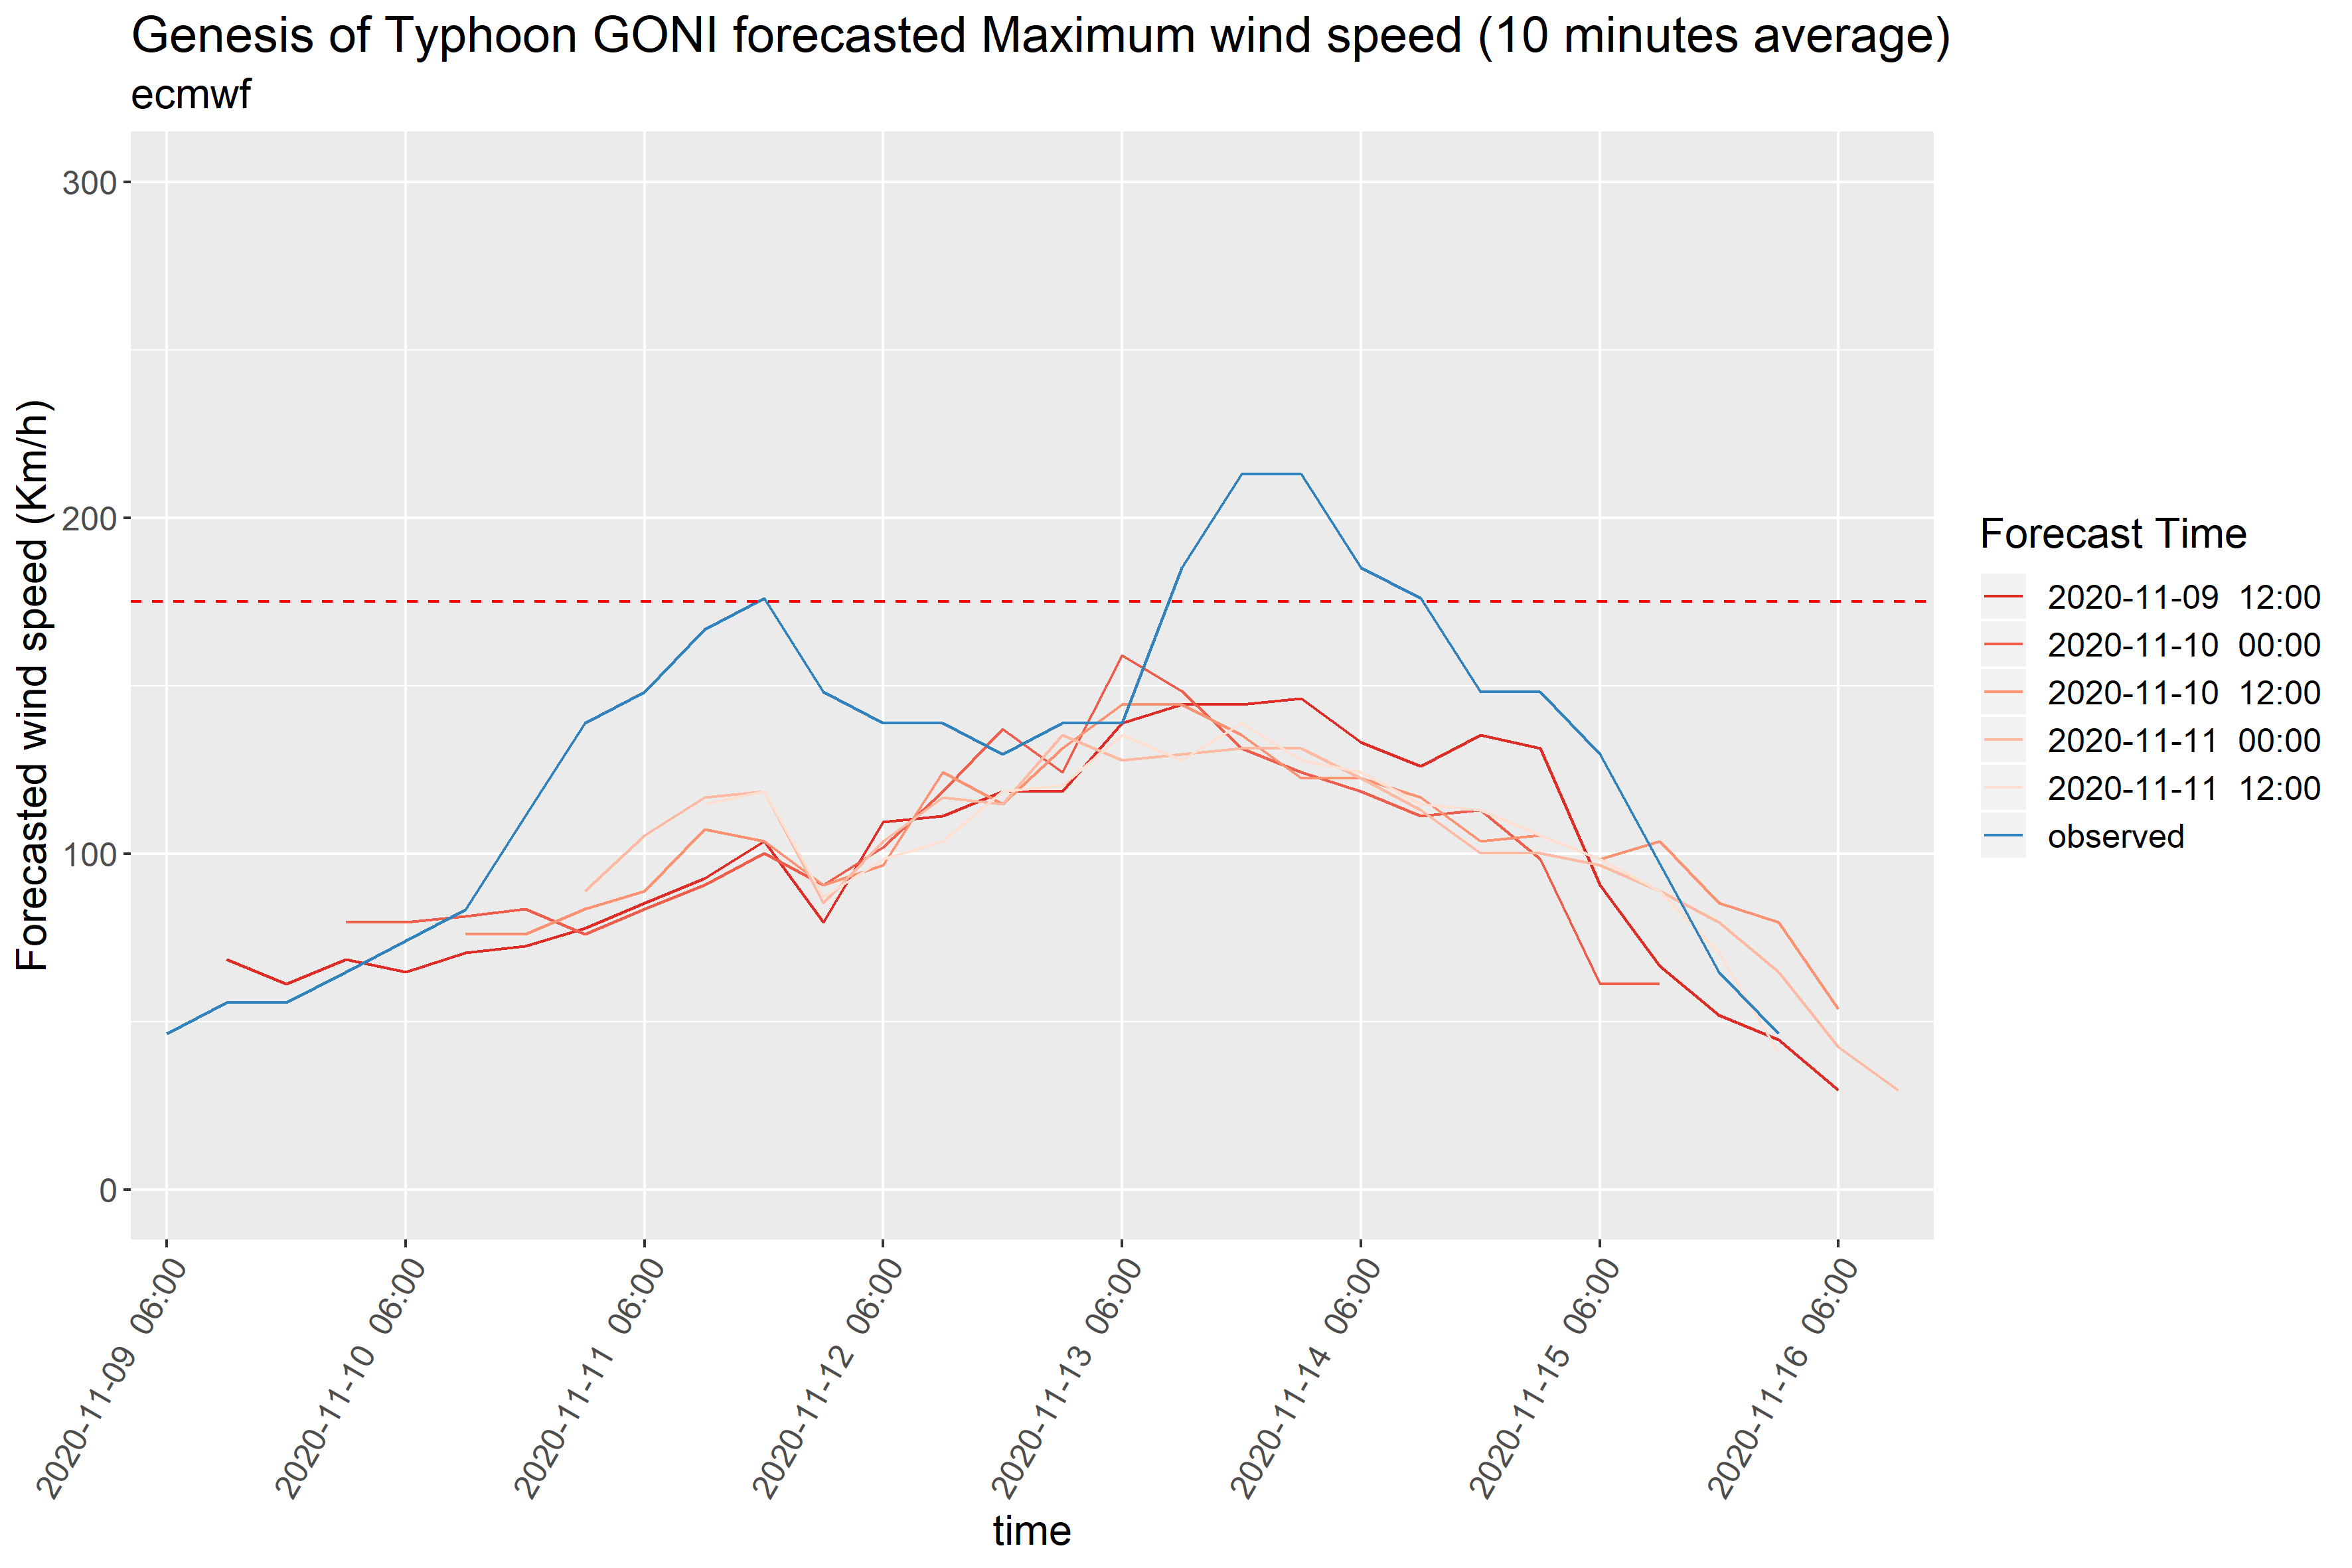 Genesis of Typhoon GONI forecasted Maximum wind speed (10 minutes average)
ecmwf
Forecasted wind speed (Km/h)
300
200
100
0
2020-11-09 06:00
2020-11-10 06:00
2020-11-11 06:00
2020-11-12 06:00
2020-11-13 06:00
2020-11-14 06:00
2020-11-15 06:00
2020-11-16 06:00
time
Forecast Time
2020-11-09 12:00
2020-11-10 00:00
2020-11-10 12:00
2020-11-11 00:00
2020-11-11 12:00
observed